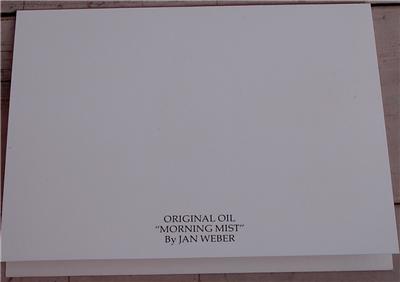 ORIGINAL OIL
“MORNING MIST”
By JAN WEBER